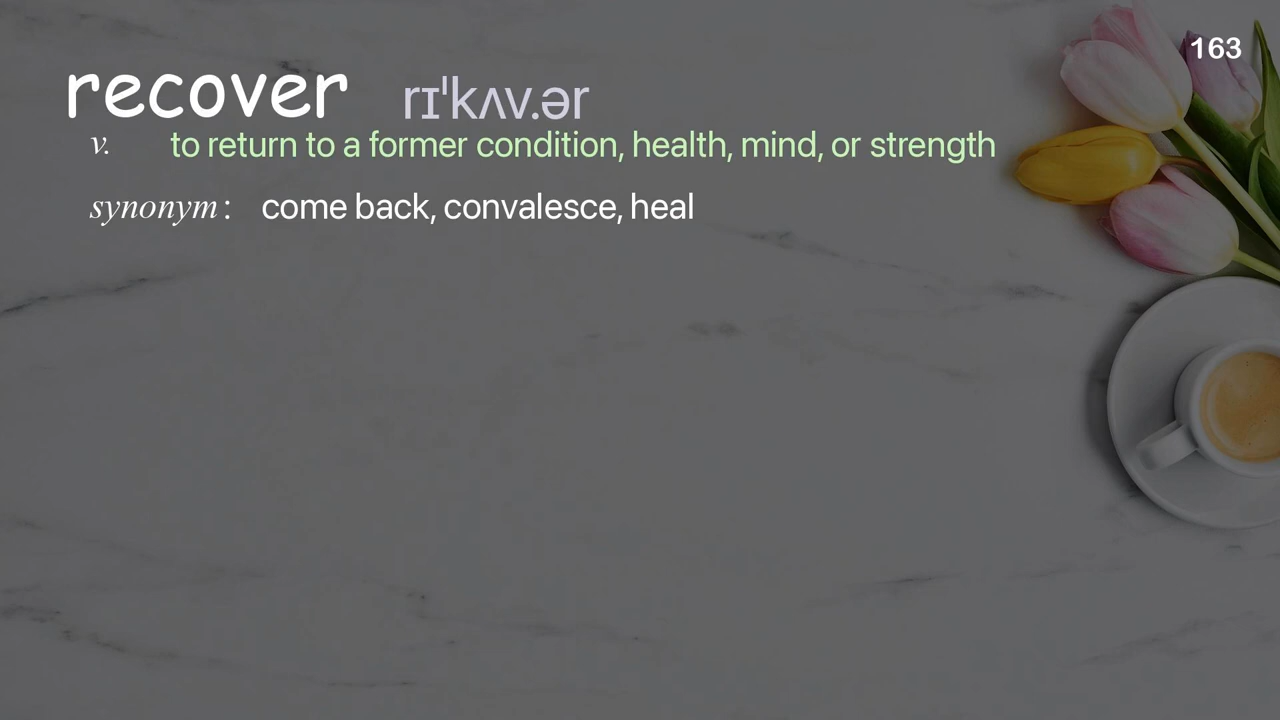 163
recover rɪˈkʌv.ər
v. to return to a former condition, health, mind, or strength
synonym : come back, convalesce, heal